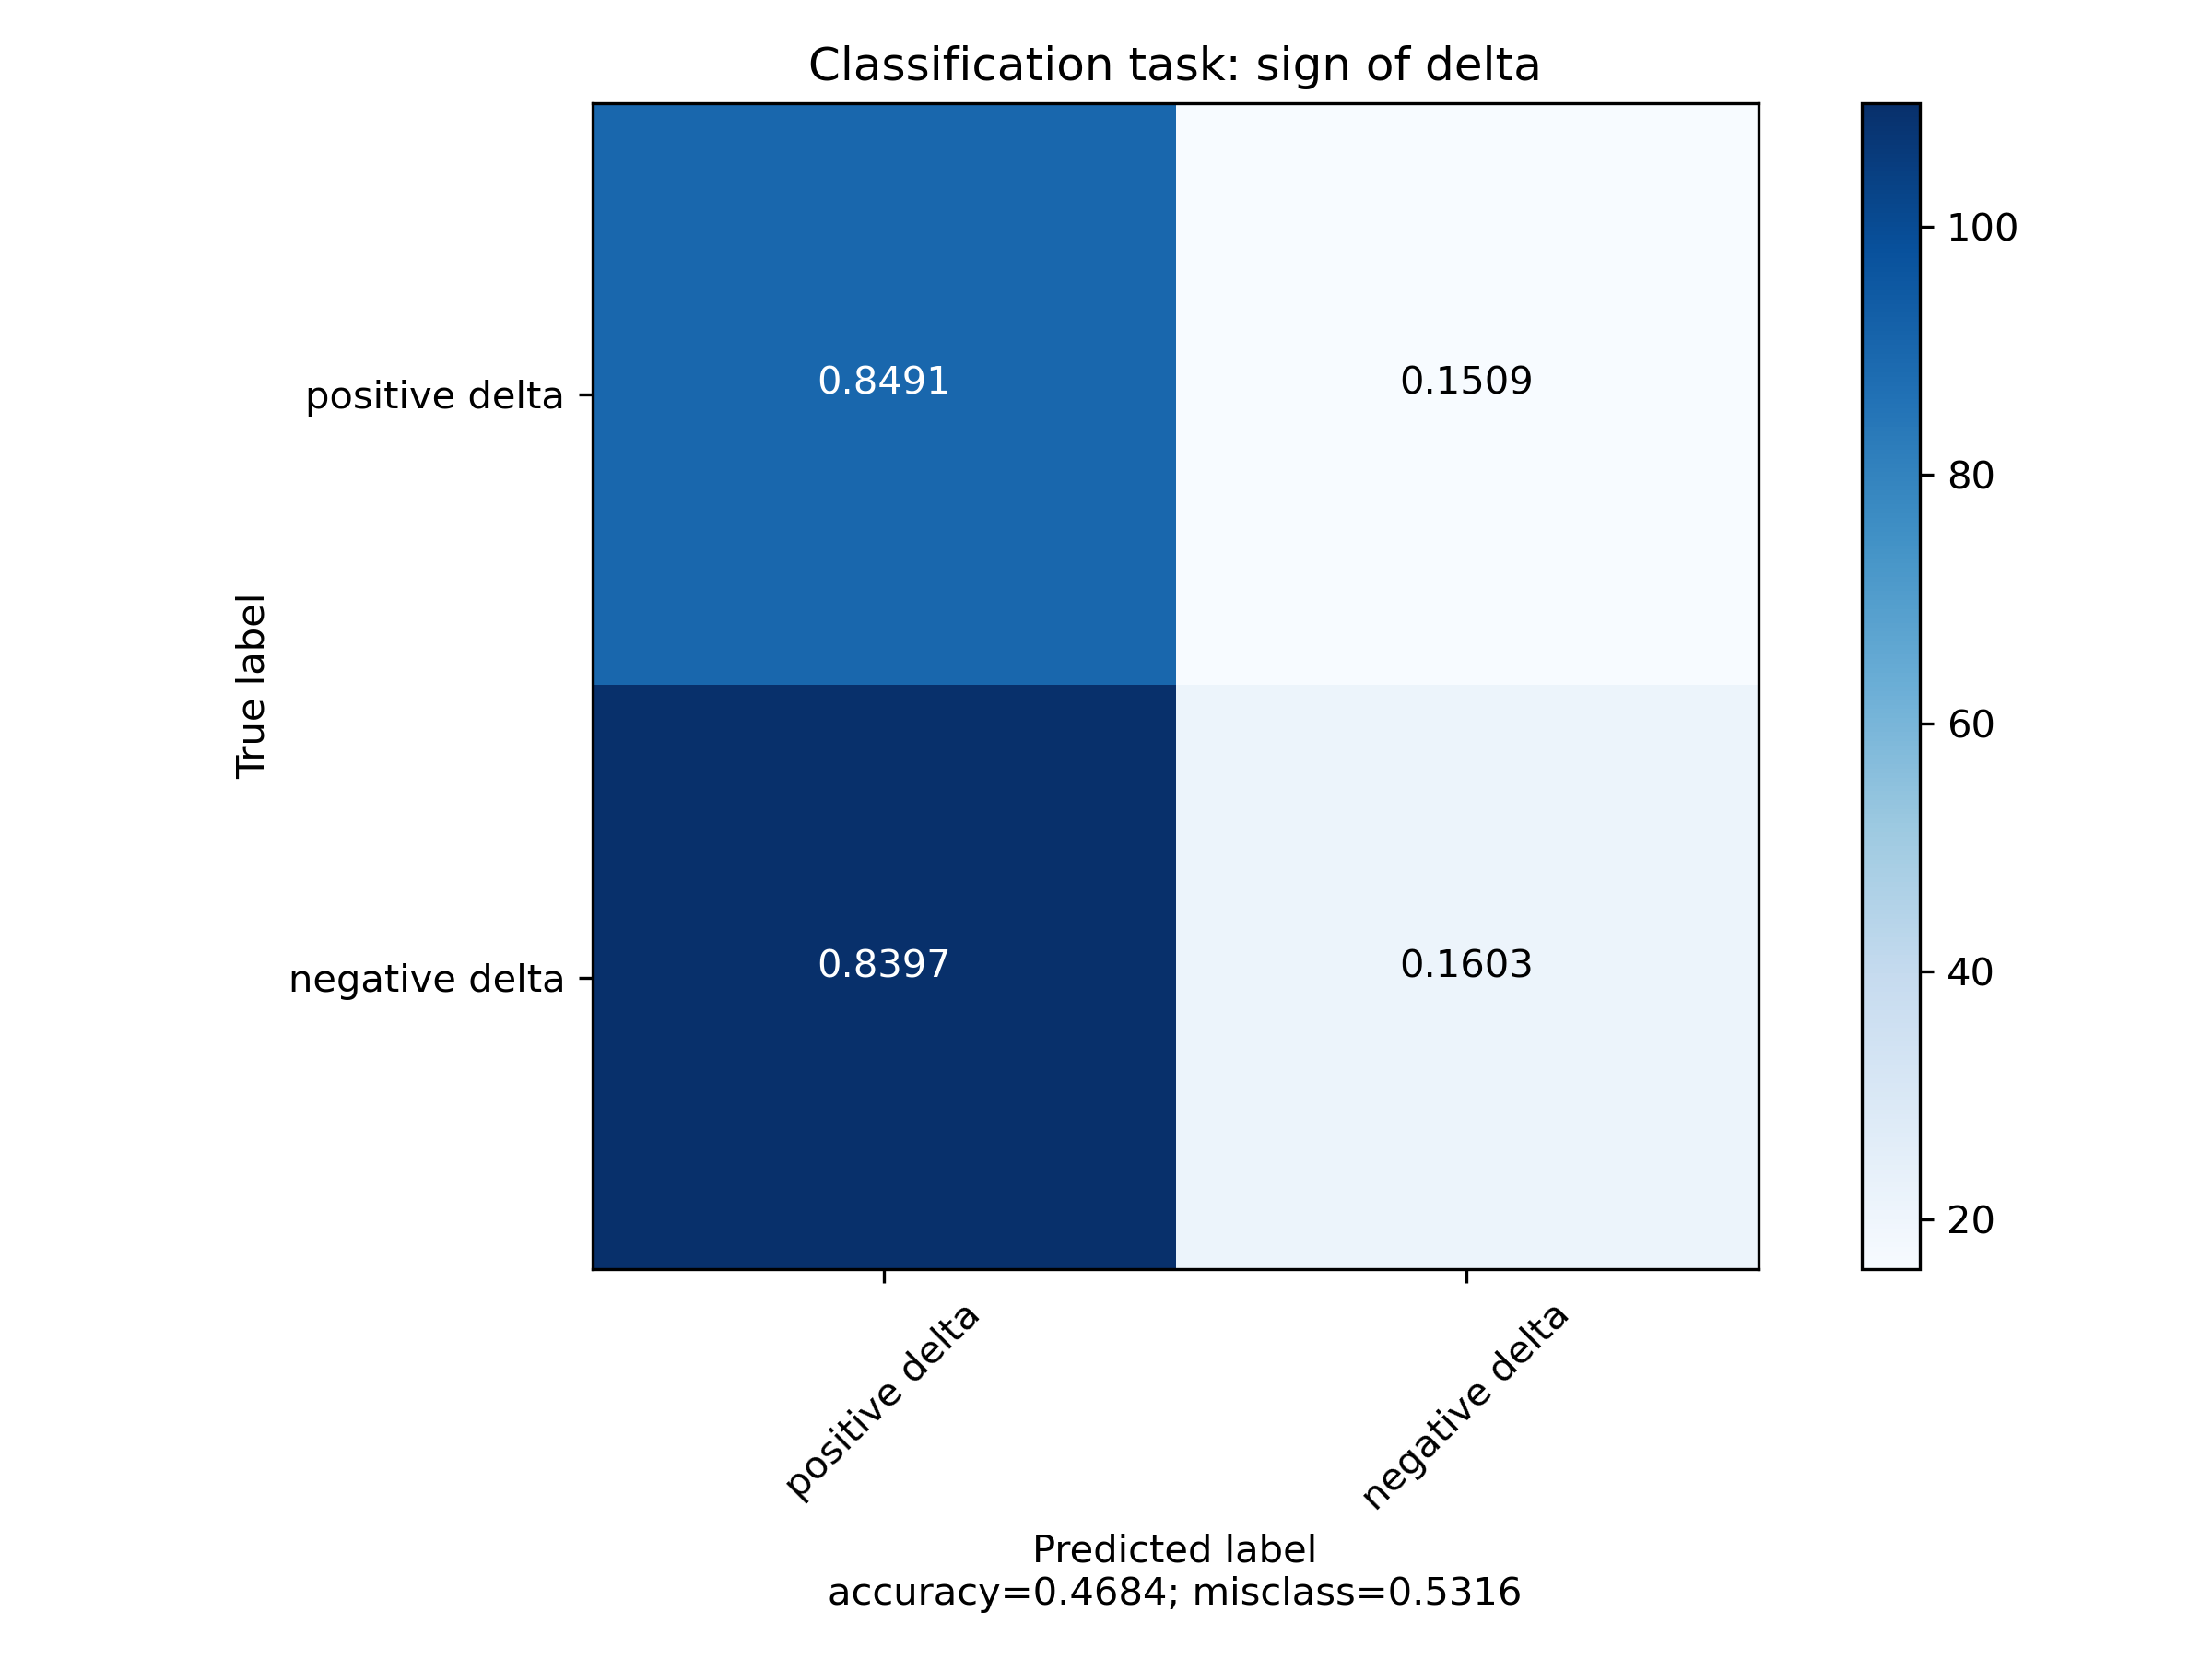 Classification task: sign of delta
True label
positive delta
negative delta
0.8491
0.1509
0.8397
0.1603
100
80
60
40
20
positive delta
negative delta
Predicted label
accuracy=0.4684; misclass=0.5316